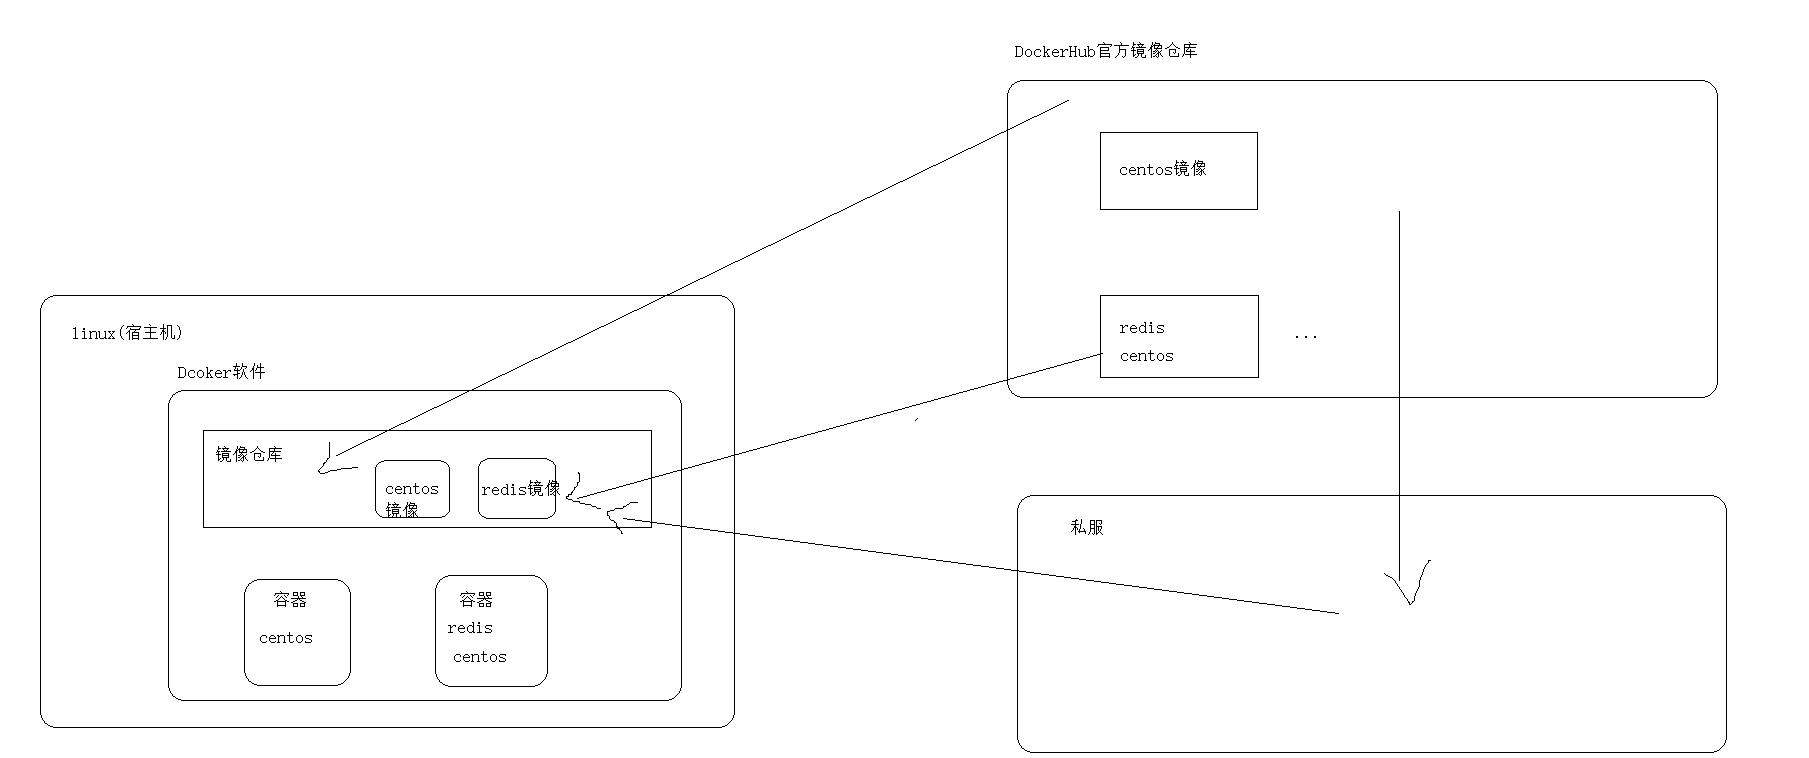 DockerHub官方镜像仓库
centos镜像
redis
centos
...
linux(宿主机)
Dcoker软件
镜像仓库
centos
镜像
redis镜像
容器
centos
容器
redis
centos
私服